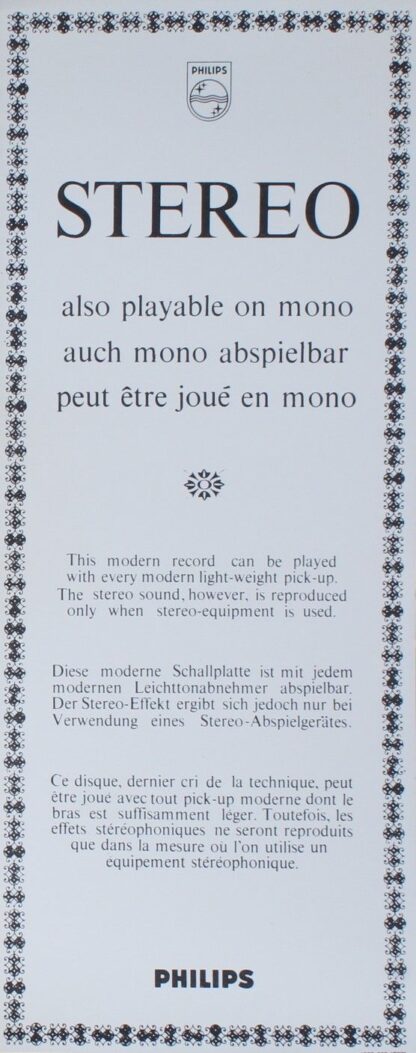 PHILIPS
STEREO
also playable on mono
auch mono abspielbar
peut être joué en mono
This modern record can be played
with every modern light-weight pick-up.
The stereo sound, however, is reproduced
only when stereo-equipment is used.
Diese moderne Schallplatte ist mit jedem
modernen Leichttonabnehmer abspielbar.
Der Stereo-Effekt ergibt sich jedoch nur bei
Verwendung eines Stereo-Abspielgerätes.
Ce disque, dernier cri de la technique, peut
être joué avec tout pick-up moderne dont le
bras est suffisamment léger. Toutefois, les
effets stéréophoniques ne seront reproduits
que dans la mesure où l'on utilise un
équipement stéréophonique.
PHILIPS